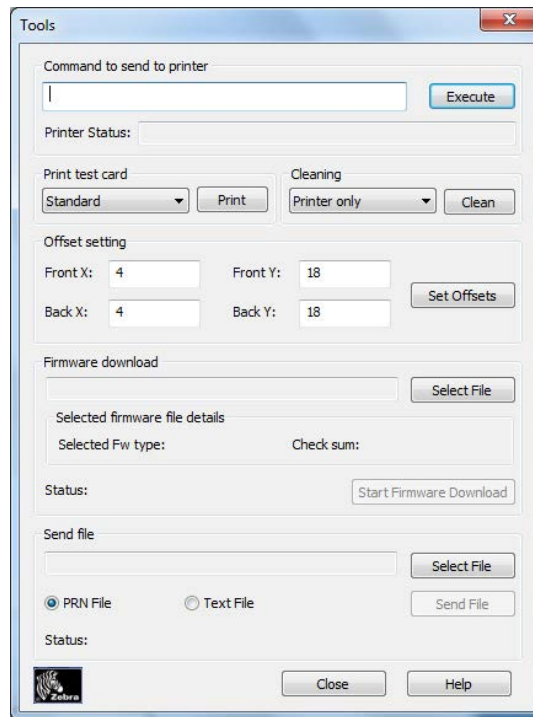 Tools
Command to send to printer
Execute
Printer Status:
Print test card
Cleaning
Standard
Print
Printer only
Clean
Offset setting
Front X: 4 Front Y: 18
Set Offsets
Back X: 4 Back Y: 18
Firmware download
Select File
Selected firmware file details
Selected Fw type: Check sum:
Status: Start Firmware Download
Send file
Select File
PRN File Text File Send File
Status:
Zebra
Close Help